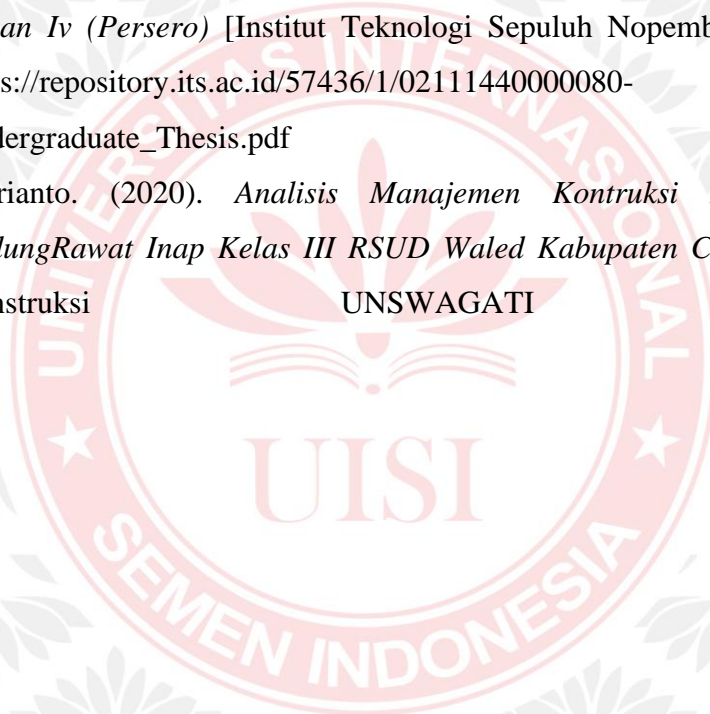 an Iv (Persero) [Institut Teknologi Sepuluh Nopemb
s://repository.its.ac.id/57436/1/02111440000080-
dergraduate_Thesis.pdf
rianto. (2020). Analisis Manajemen Kontruksi
dungRawat Inap Kelas III RSUD Waled Kabupaten C
nstruksi UNSWAGATI
UNIVERSITAS INTERNASIONAL
UISI
SEMEN INDONESIA